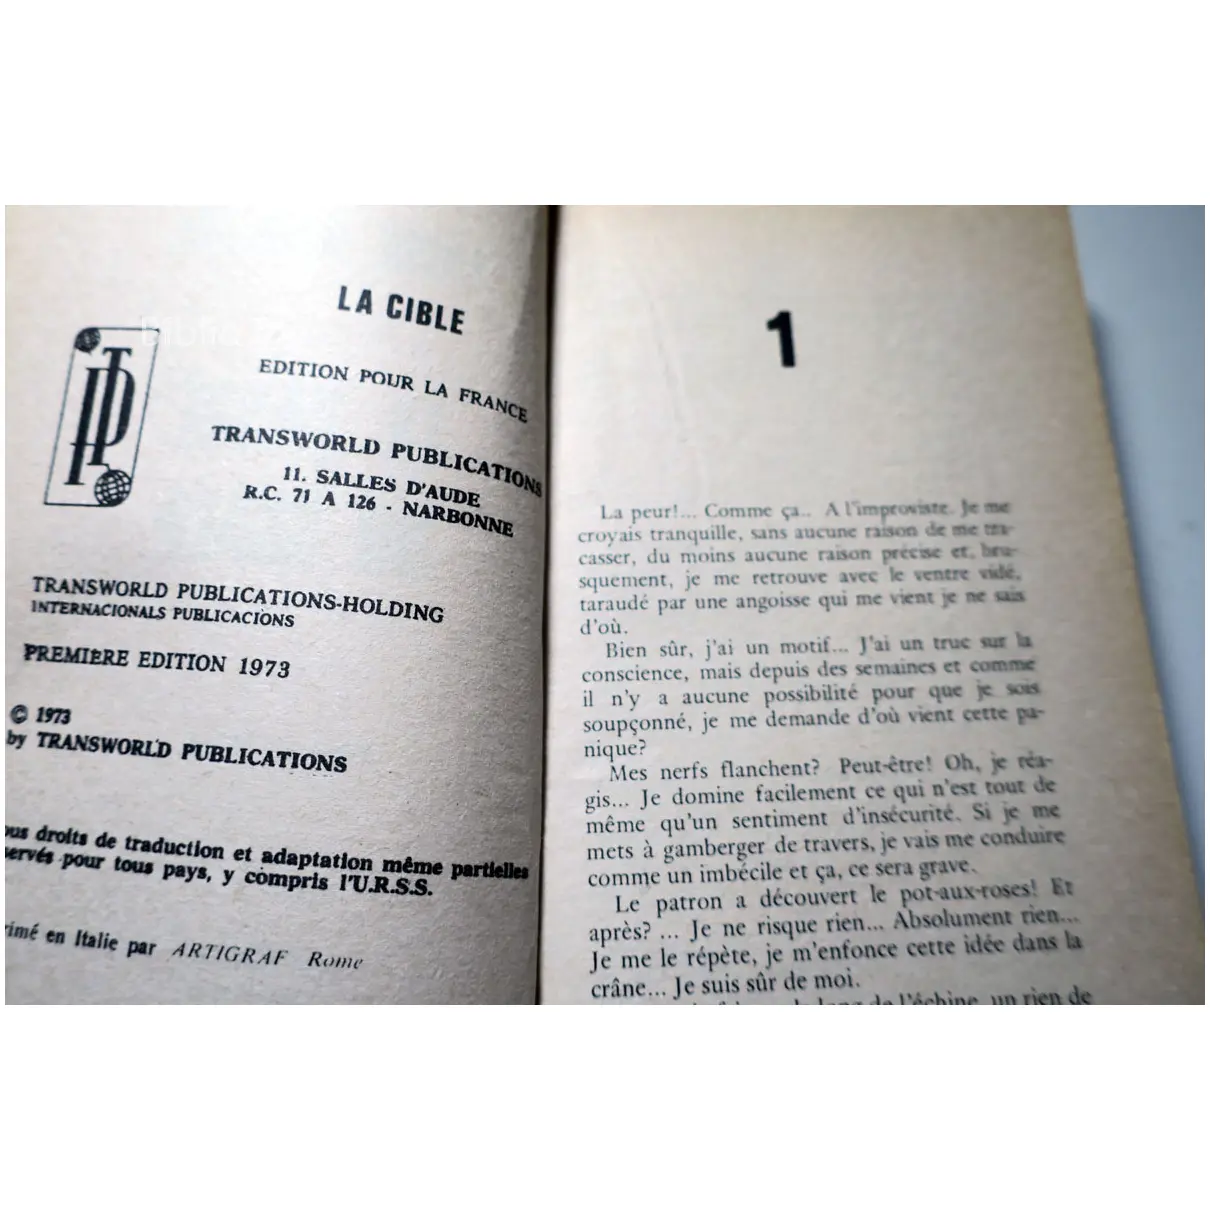 LA CIBLE
EDITION POUR LA FRANCE
TRANSWORLD PUBLICATIONS
11. SALLES D'AUDE
R.C. 71 A 126 - NARBONNE
TRANSWORLD PUBLICATIONS-HOLDING
INTERNACIONALS PUBLICACIONS
PREMIERE EDITION 1973
© 1973
by TRANSWORLD PUBLICATIONS
ous droits de traduction et adaptation même partielles
servés pour tous pays, y compris l'U.R.S.S.
rimé en Italie par ARTIGRAF Rome
1
La peur!... Comme ça.. A l'improviste. Je me
croyais tranquille, sans aucune raison de me tra-
casser, du moins aucune raison précise et, brus-
quement, je me retrouve avec le ventre vidé,
taraudé par une angoisse qui me vient je ne sais
d'où.
Bien sûr, j'ai un motif... J'ai un truc sur la
conscience, mais depuis des semaines et comme
il n'y a aucune possibilité pour que je sois
soupçonné, je me demande d'où vient cette pa-
nique?
Mes nerfs flanchent? Peut-être! Oh, je réa-
gis... Je domine facilement ce qui n'est tout de
même qu'un sentiment d'insécurité. Si je me
mets à gamberger de travers, je vais me conduire
comme un imbécile et ça, ce sera grave.
Le patron a découvert le pot-aux-roses! Et
après? ... Je ne risque rien... Absolument rien...
Je me le répète, je m'enfonce cette idée dans la
crâne... Je suis sûr de moi.
long de l'échine, un rien de